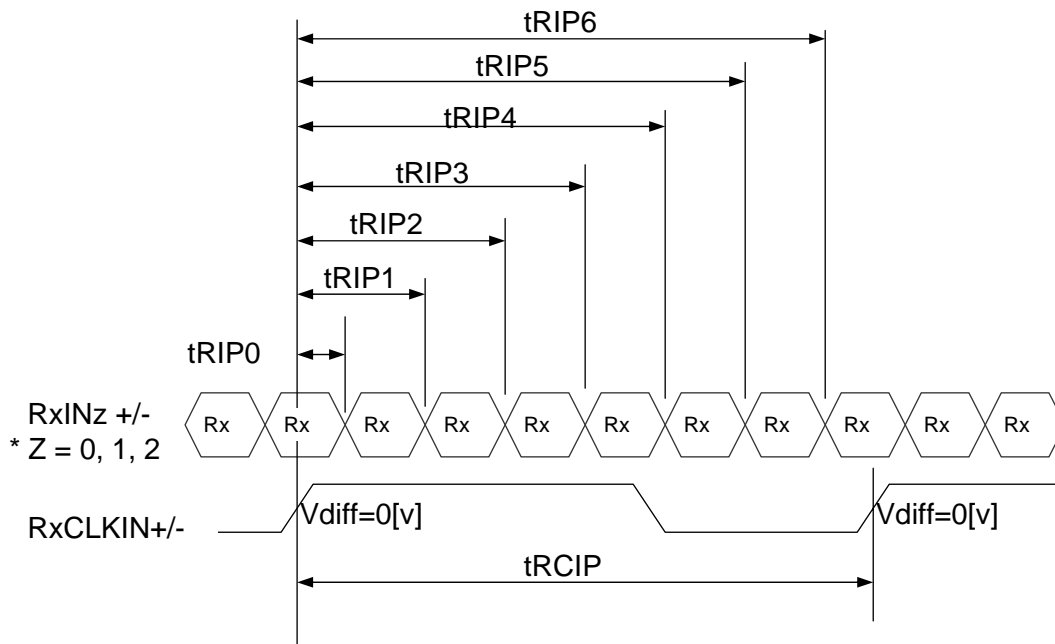 tRIP6
tRIP5
tRIP4
tRIP3
tRIP2
tRIP1
tRIP0
RxINz +/-
* Z = 0, 1, 2
Rx Rx Rx Rx Rx Rx Rx Rx Rx Rx Rx
RxCLKIN+/-
Vdiff=0[v] Vdiff=0[v]
tRCIP